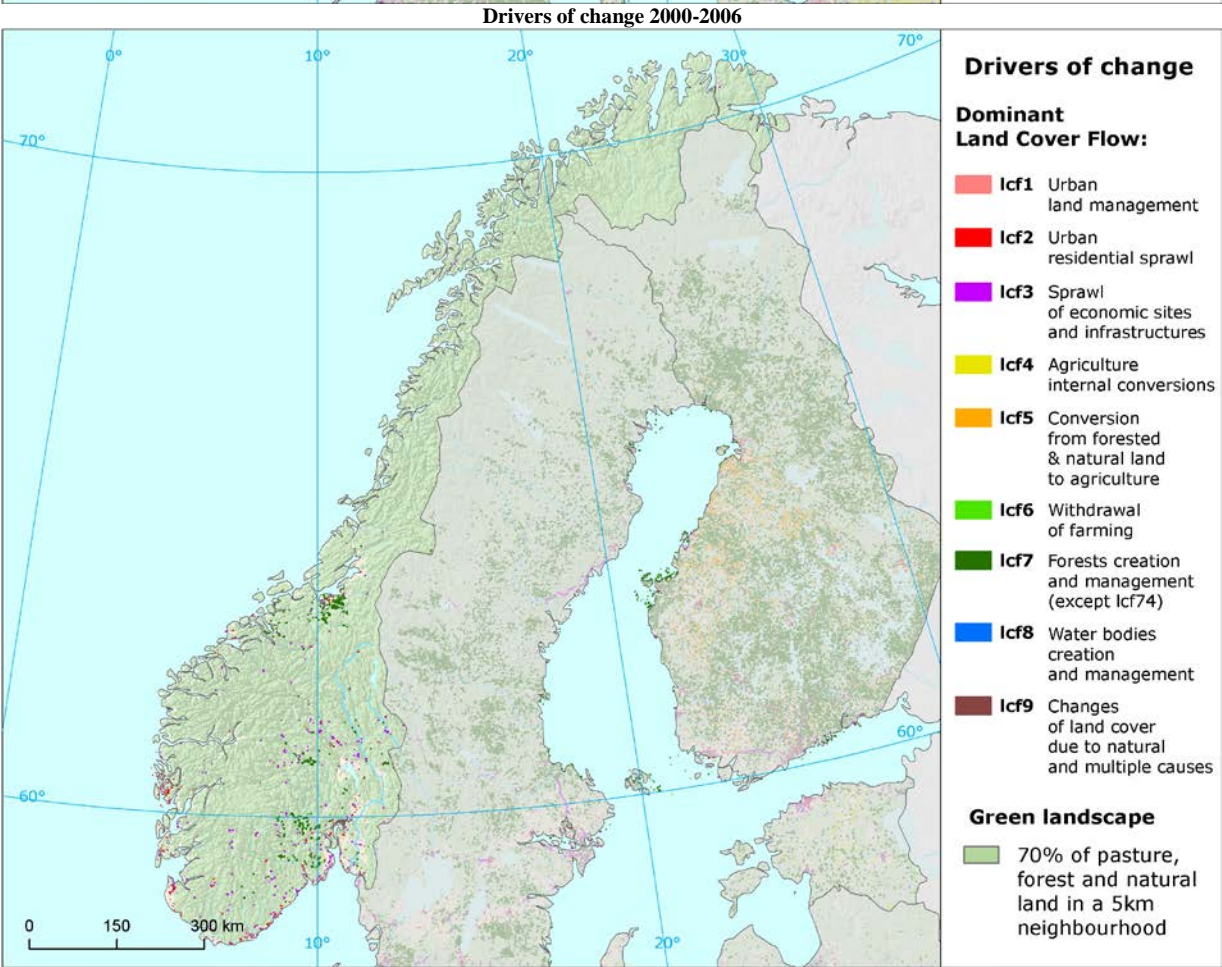 Drivers of change 2000-2006
0°
10°
20°
30°
70°
70°
60°
60°
10°
20°
0 150 300 km
Drivers of change
Dominant
Land Cover Flow:
lcf1 Urban
land management
lcf2 Urban
residential sprawl
lcf3 Sprawl
of economic sites
and infrastructures
lcf4 Agriculture
internal conversions
lcf5 Conversion
from forested
& natural land
to agriculture
lcf6 Withdrawal
of farming
lcf7 Forests creation
and management
(except lcf74)
lcf8 Water bodies
creation
and management
lcf9 Changes
of land cover
due to natural
and multiple causes
Green landscape
70% of pasture,
forest and natural
land in a 5km
neighbourhood